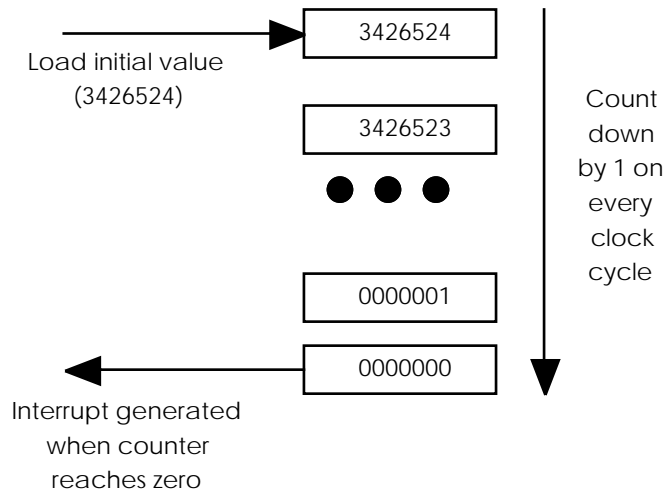 3426524
Load initial value
(3426524)
3426523
Count
down
by 1 on
every
clock
cycle
0000001
0000000
Interrupt generated
when counter
reaches zero